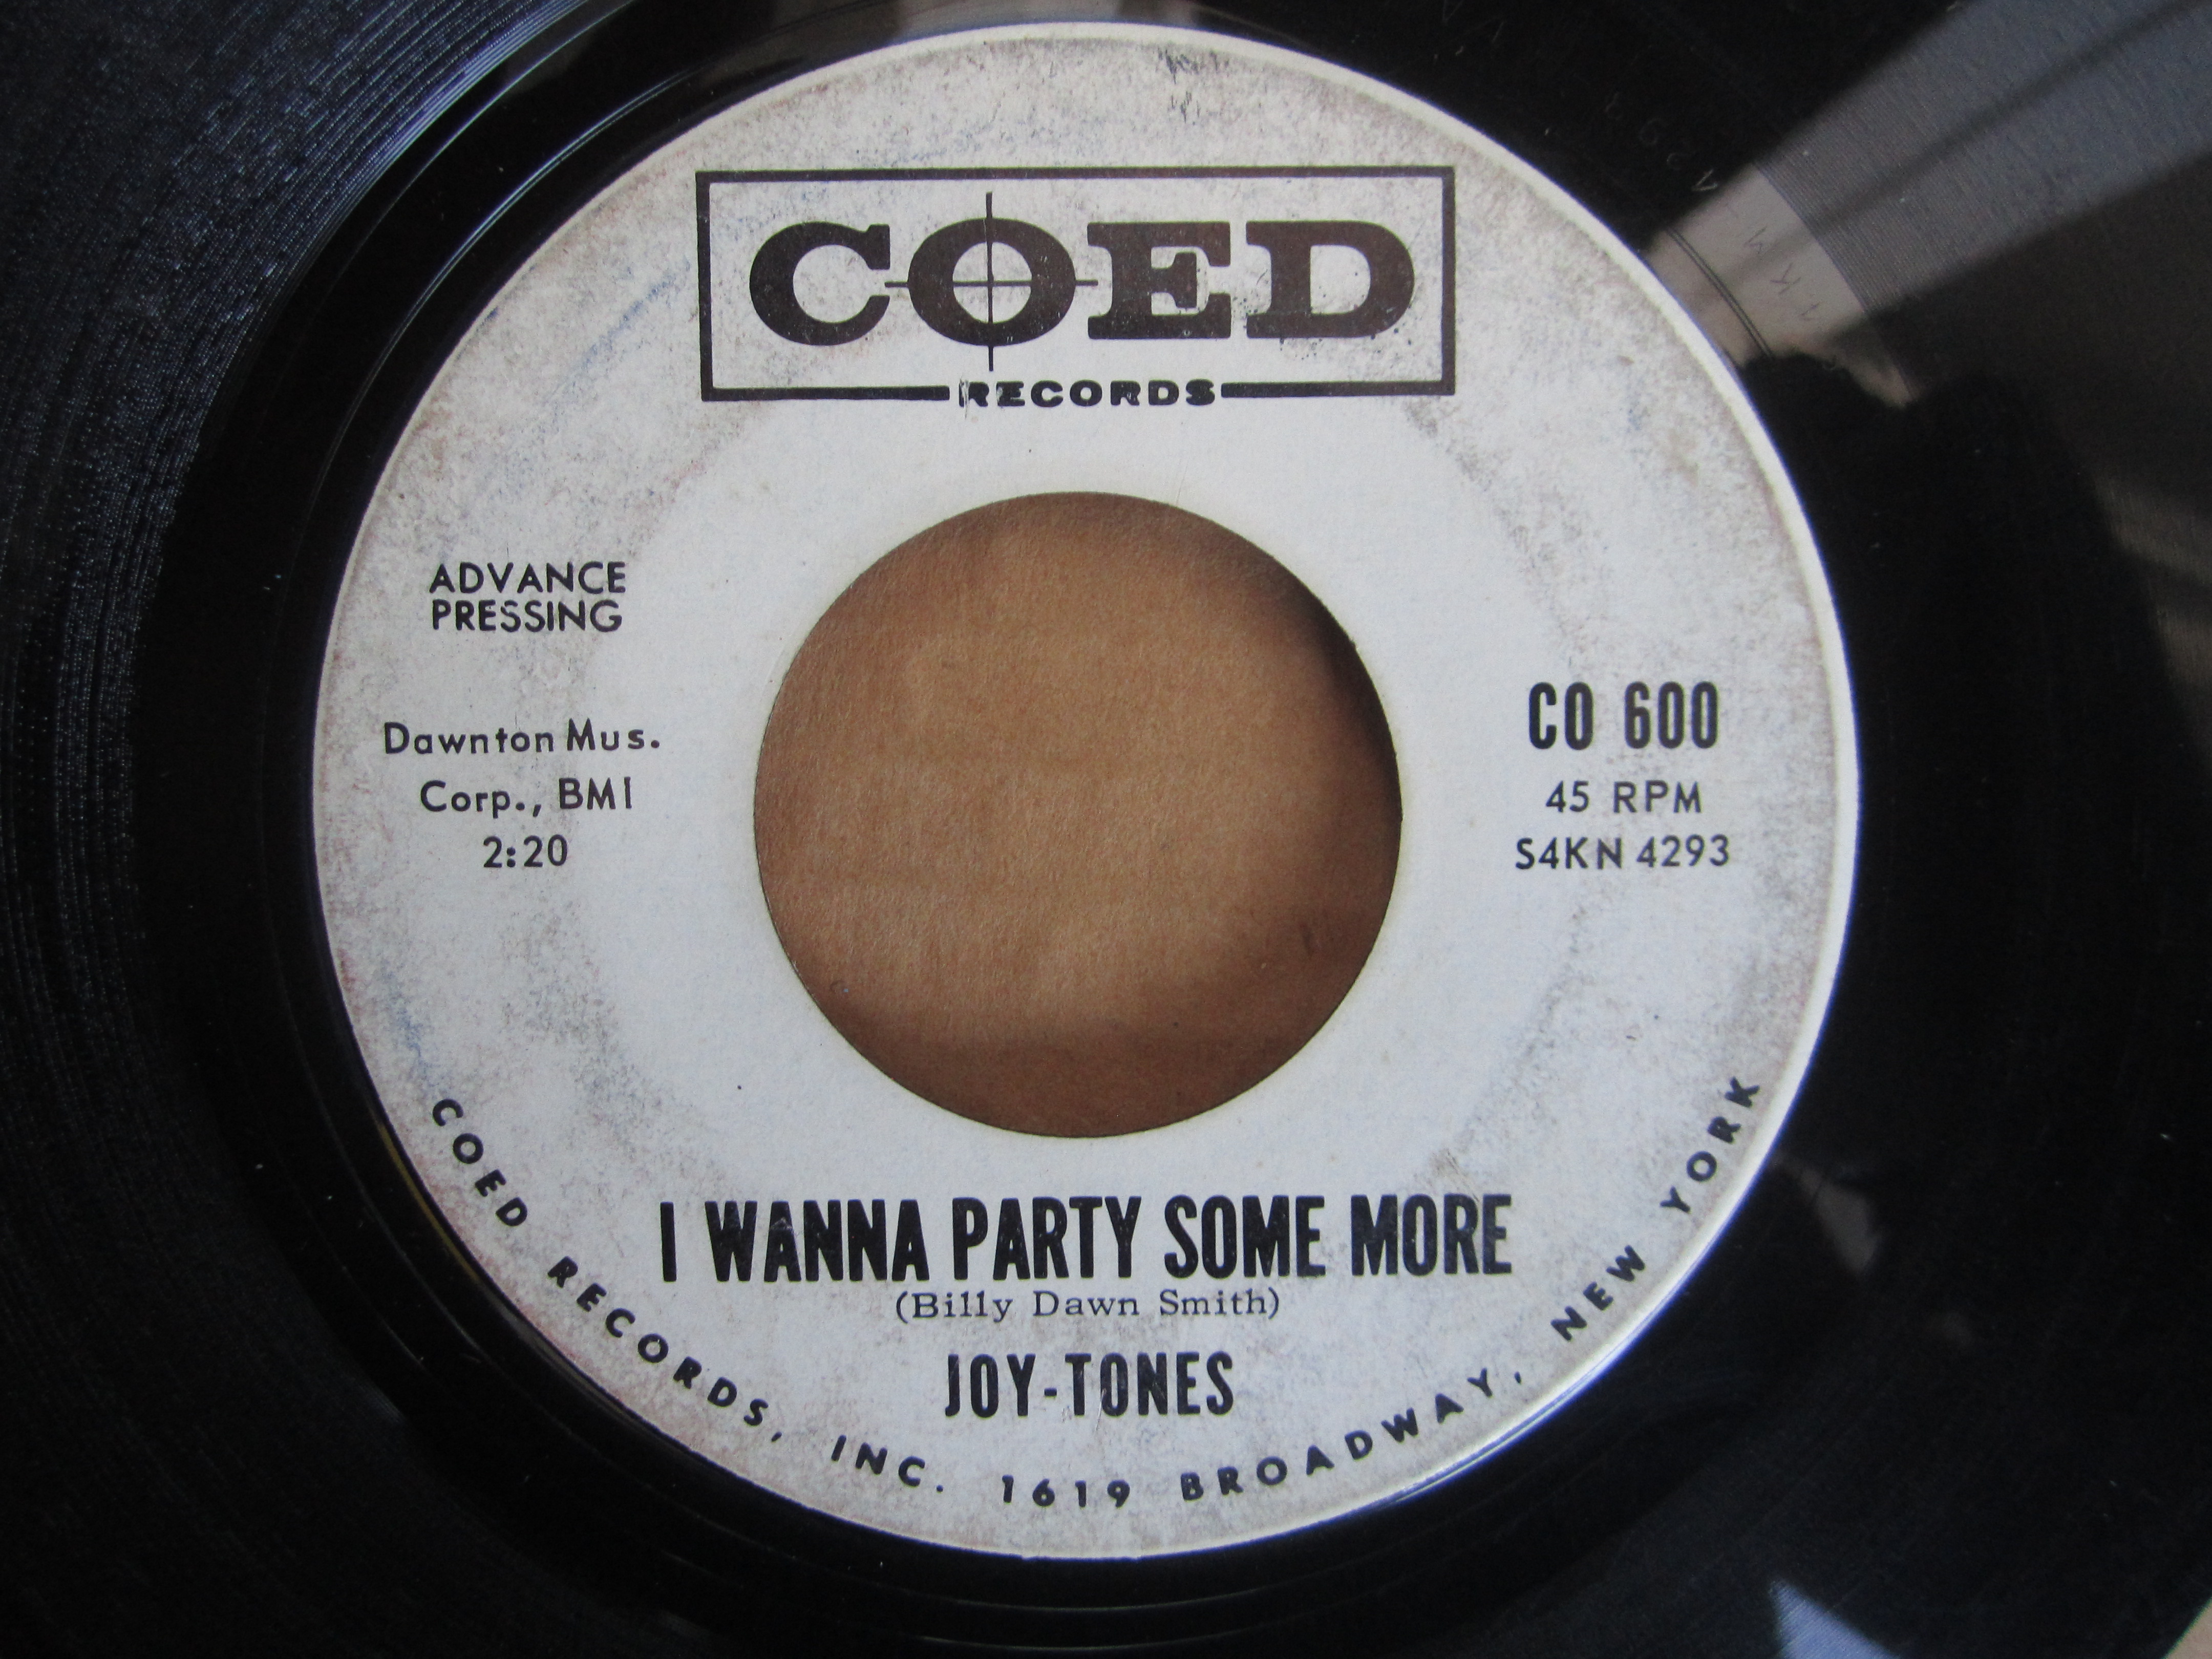 COED
RECORDS
ADVANCE
PRESSING
Dawnton Mus.
Corp., BMI
2:20
CO 600
45 RPM
S4KN 4293
I WANNA PARTY SOME MORE
(Billy Dawn Smith)
JOY-TONES
COED RECORDS, INC. 1619 BROADWAY, NEW YORK